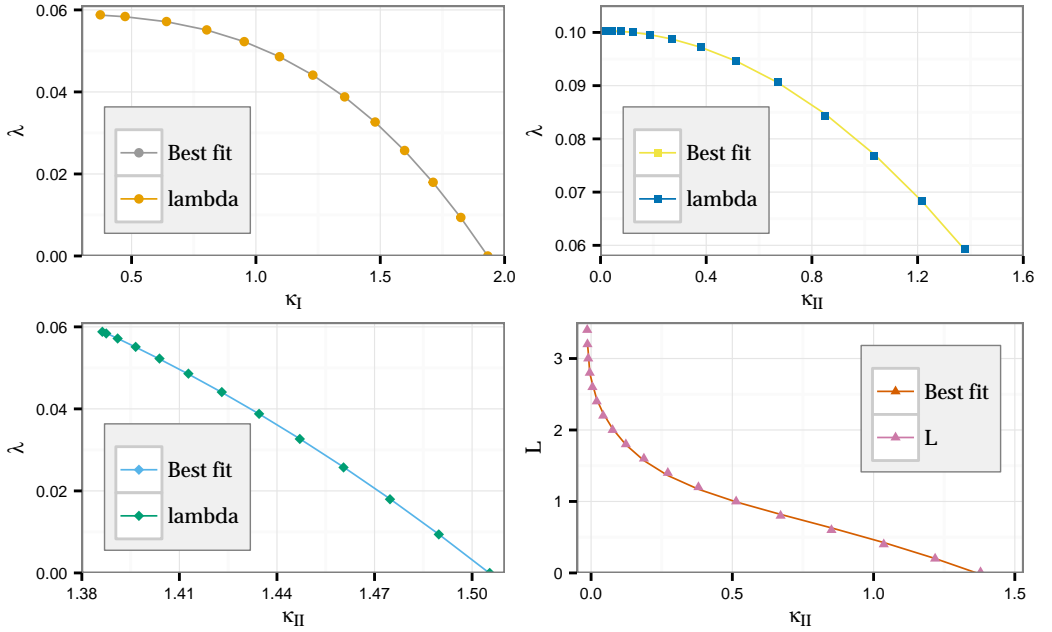 0.06
0.04
0.02
0.00
λ
Best fit
lambda
0.5 1.0 1.5 2.0
κI
0.10
0.09
0.08
0.07
0.06
λ
Best fit
lambda
0.0 0.4 0.8 1.2 1.6
κII
0.06
0.04
0.02
0.00
λ
Best fit
lambda
1.38 1.41 1.44 1.47 1.50
κII
3
2
1
0
L
Best fit
L
0.0 0.5 1.0 1.5
κII